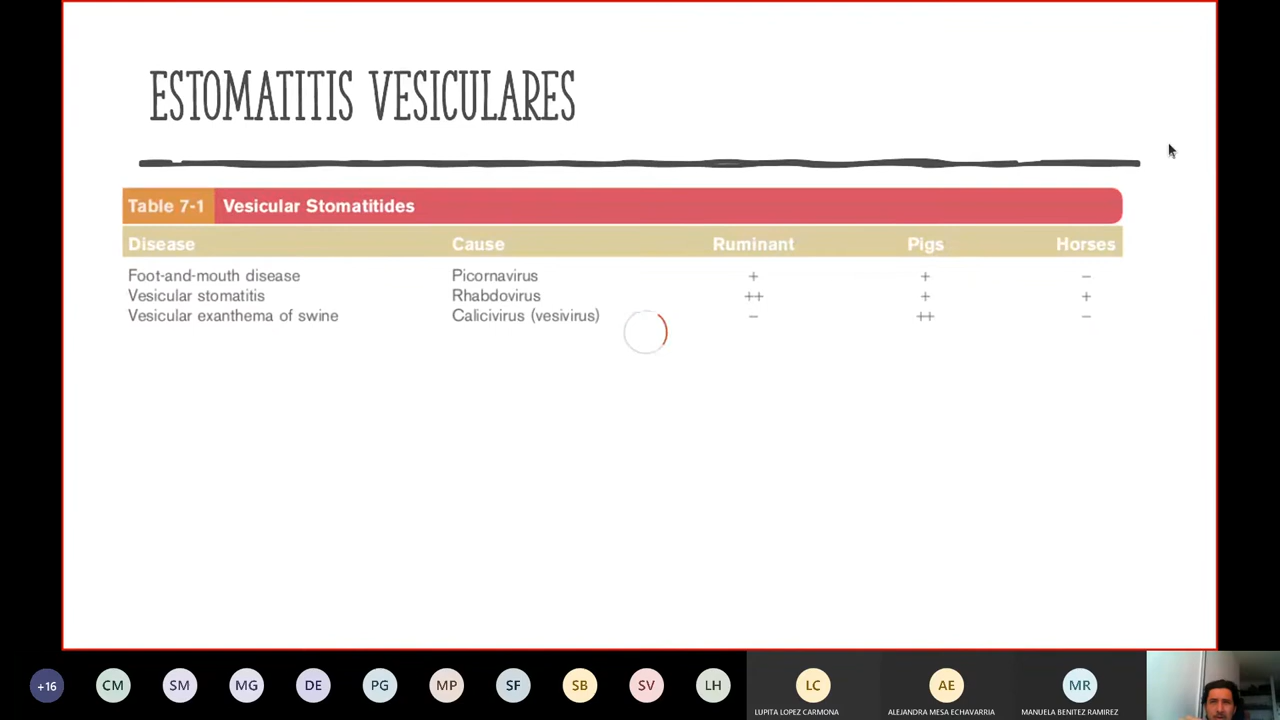 ESTOMATITIS VESICULARES
Table 7-1 Vesicular Stomatitides
Disease Cause Ruminant Pigs Horses
Foot-and-mouth disease Picornavirus + + –
Vesicular stomatitis Rhabdovirus ++ + +
Vesicular exanthema of swine Calicivirus (vesivirus) – ++ –
+16 CM SM MG DE PG MP SF SB SV LH LC AE MR
LUPITA LOPEZ CARMONA ALEJANDRA MESA ECHAVARRIA MANUELA BENITEZ RAMIREZ